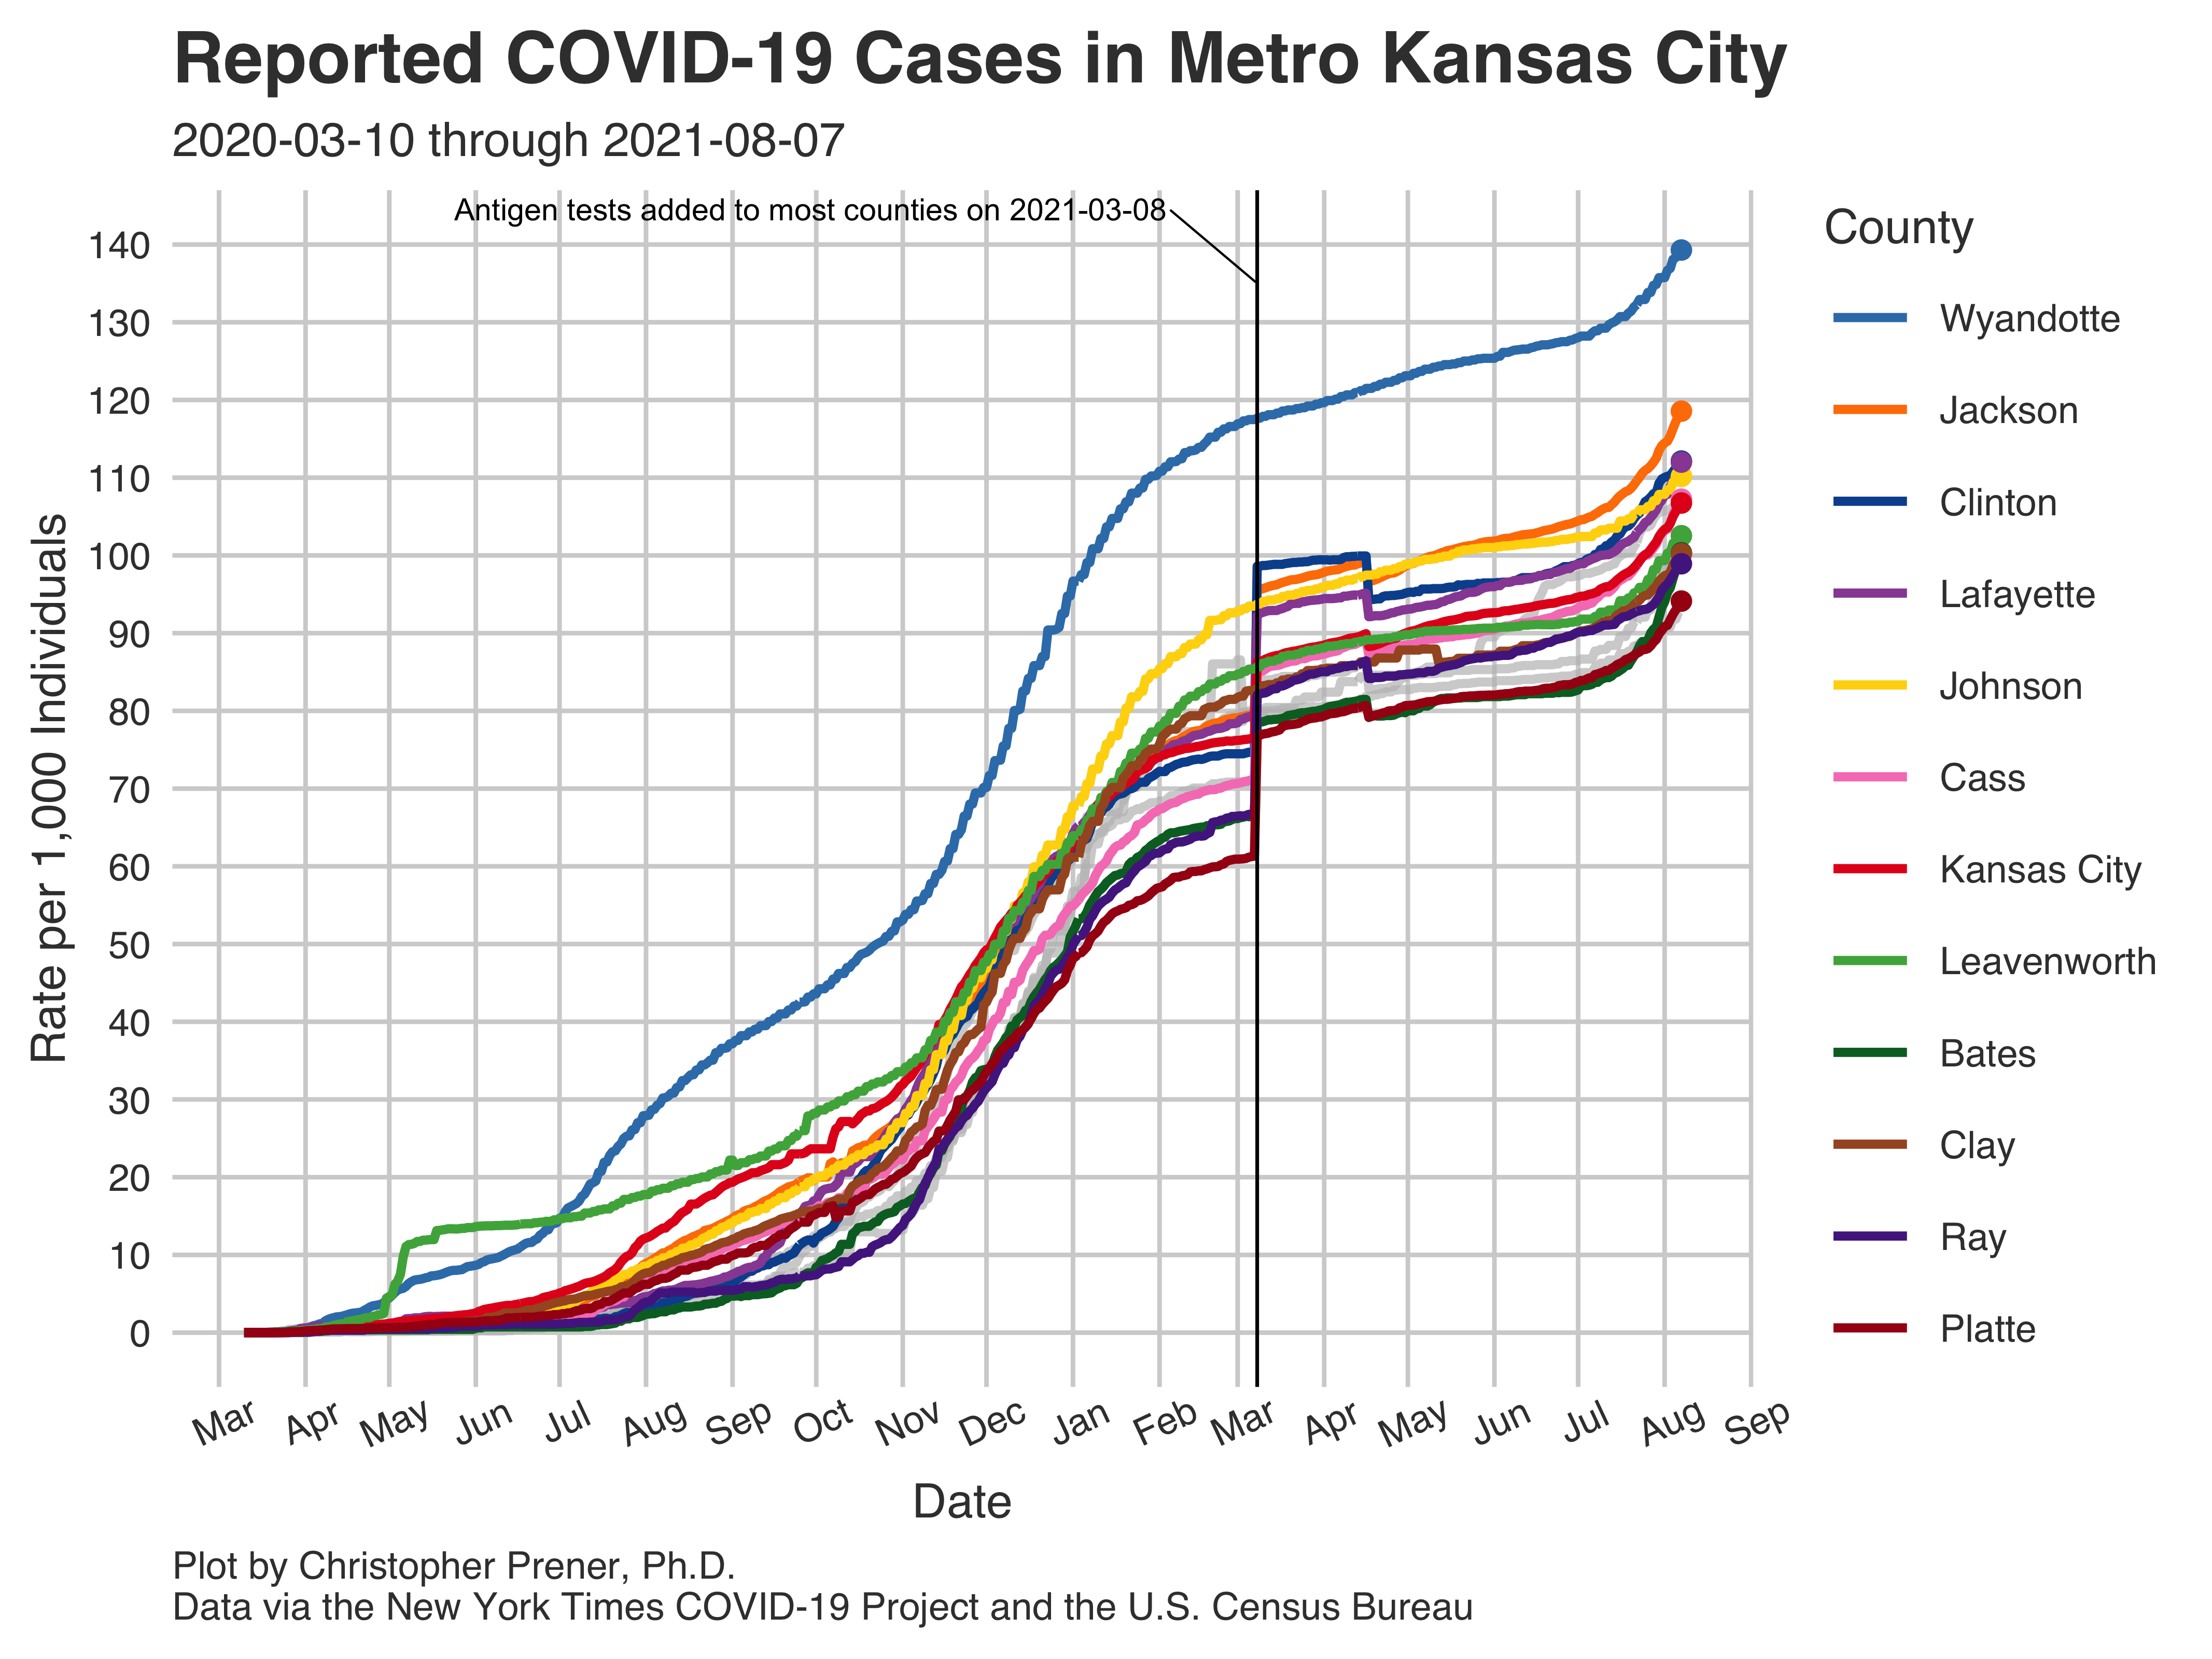 Reported COVID-19 Cases in Metro Kansas City
2020-03-10 through 2021-08-07
Antigen tests added to most counties on 2021-03-08
Rate per 1,000 Individuals
140
130
120
110
100
90
80
70
60
50
40
30
20
10
0
Mar Apr May Jun Jul Aug Sep Oct Nov Dec Jan Feb Mar Apr May Jun Jul Aug Sep
Date
County
Wyandotte
Jackson
Clinton
Lafayette
Johnson
Cass
Kansas City
Leavenworth
Bates
Clay
Ray
Platte
Plot by Christopher Prener, Ph.D.
Data via the New York Times COVID-19 Project and the U.S. Census Bureau